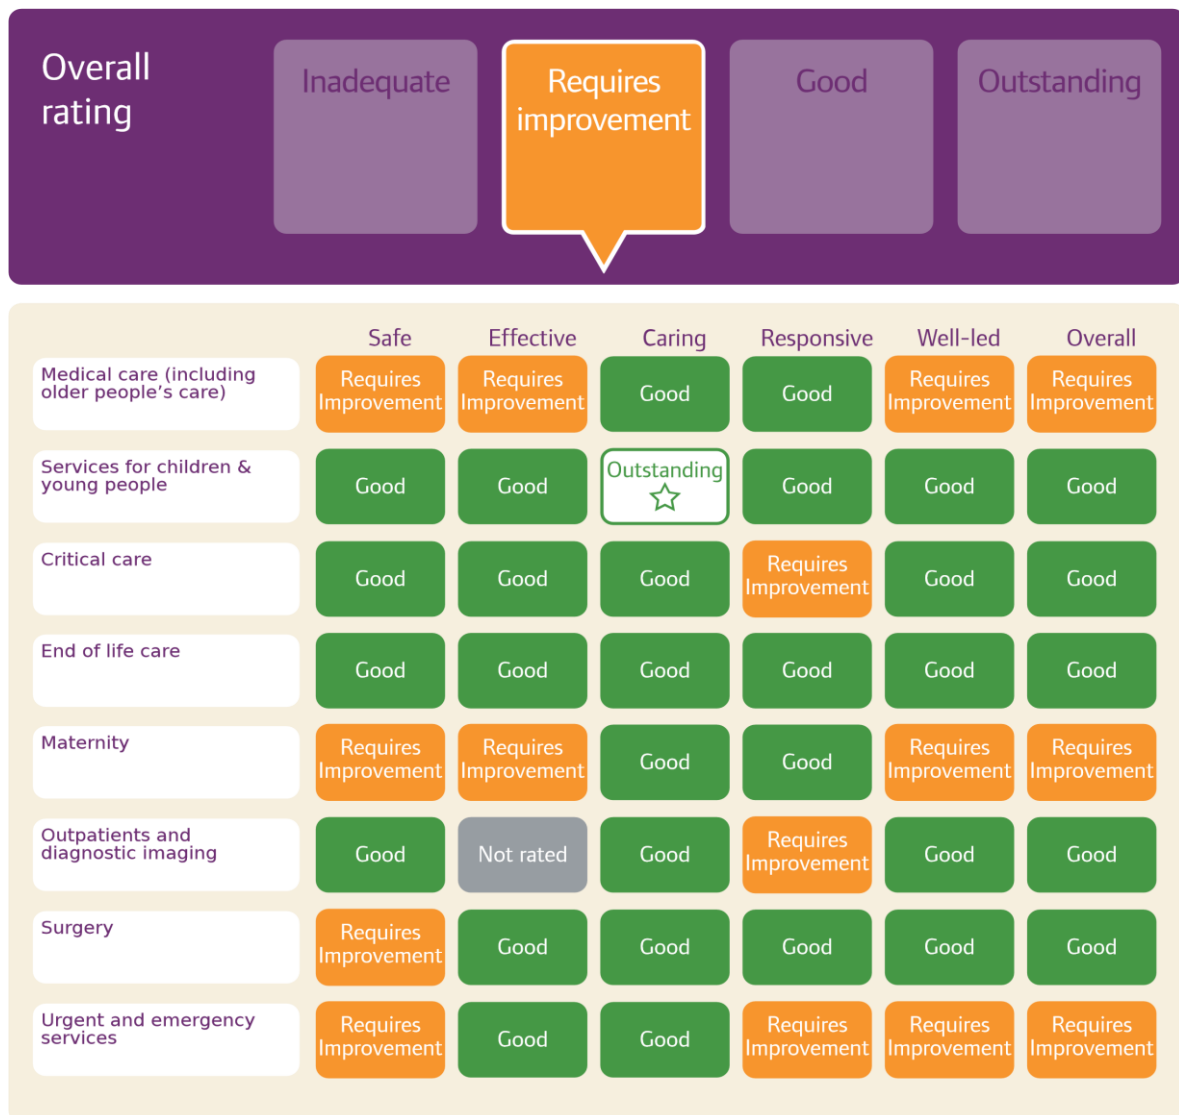 Overall
rating
Inadequate
Requires
improvement
Good
Outstanding
Safe Effective Caring Responsive Well-led Overall
Medical care (including
older people’s care)
Requires
Improvement
Requires
Improvement
Good
Good
Requires
Improvement
Requires
Improvement
Services for children &
young people
Good
Good
Outstanding
Good
Good
Good
Critical care
Good
Good
Good
Requires
Improvement
Good
Good
End of life care
Good
Good
Good
Good
Good
Good
Maternity
Requires
Improvement
Requires
Improvement
Good
Good
Requires
Improvement
Requires
Improvement
Outpatients and
diagnostic imaging
Good
Not rated
Good
Requires
Improvement
Good
Good
Surgery
Requires
Improvement
Good
Good
Good
Good
Good
Urgent and emergency
services
Requires
Improvement
Good
Good
Requires
Improvement
Requires
Improvement
Requires
Improvement